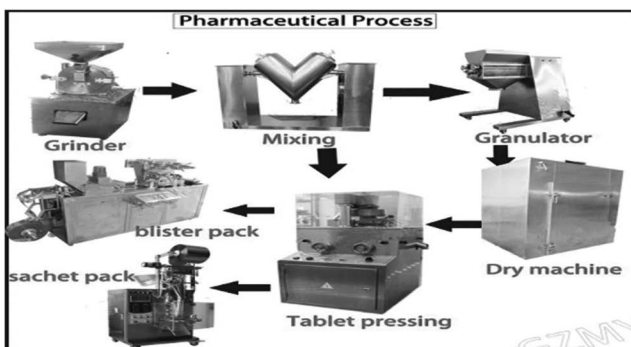 Pharmaceutical Process
Grinder
Mixing
Granulator
blister pack
sachet pack
Tablet pressing
Dry machine